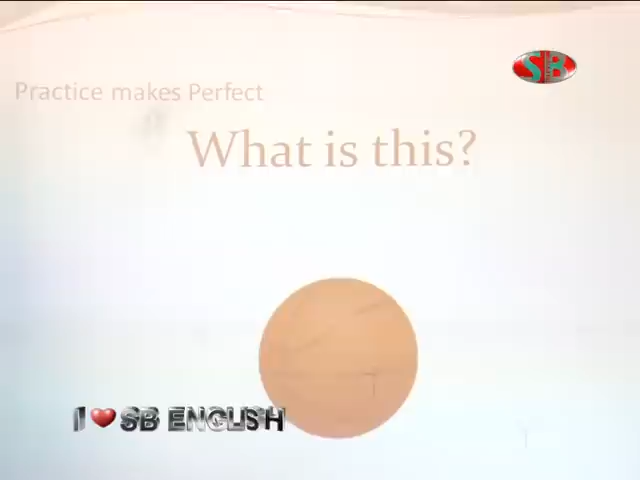 SB
Practice makes Perfect
What is this?
I ❤ SB ENGLISH